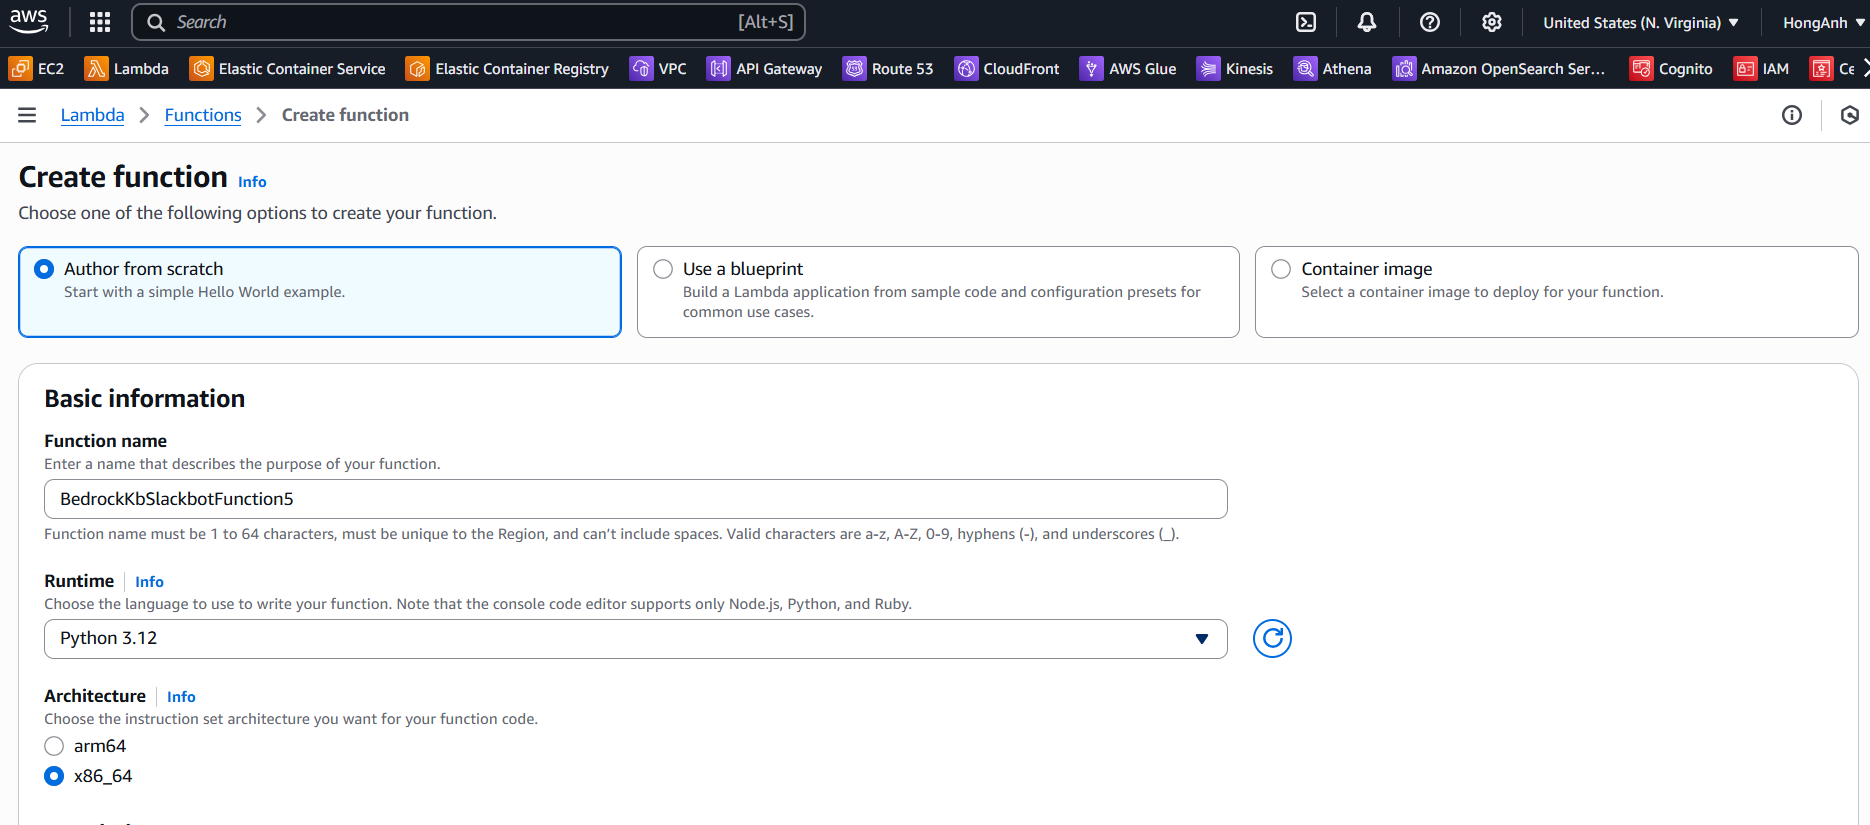 aws Search [Alt+S] United States (N. Virginia) HongAnh
EC2 Lambda Elastic Container Service Elastic Container Registry VPC API Gateway Route 53 CloudFront AWS Glue Kinesis Athena Amazon OpenSearch Ser... Cognito IAM Ce
Lambda Functions Create function
Create function Info
Choose one of the following options to create your function.
Author from scratch
Start with a simple Hello World example.
Use a blueprint
Build a Lambda application from sample code and configuration presets for
common use cases.
Container image
Select a container image to deploy for your function.
Basic information
Function name
Enter a name that describes the purpose of your function.
BedrockKbSlackbotFunction5
Function name must be 1 to 64 characters, must be unique to the Region, and can't include spaces. Valid characters are a-z, A-Z, 0-9, hyphens (-), and underscores (_).
Runtime Info
Choose the language to use to write your function. Note that the console code editor supports only Node.js, Python, and Ruby.
Python 3.12
Architecture Info
Choose the instruction set architecture you want for your function code.
arm64
x86_64